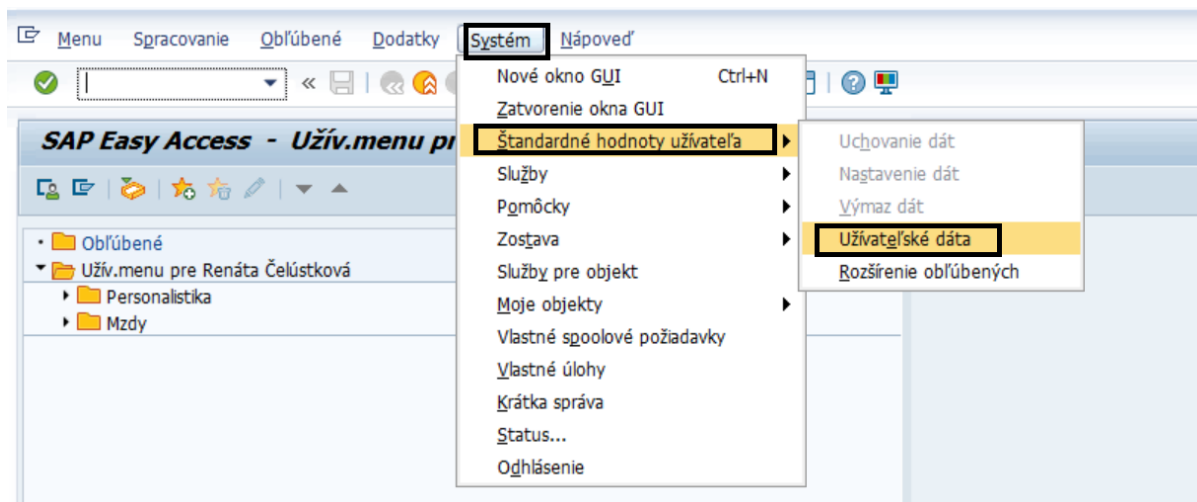 Menu Spracovanie Obľúbené Dodatky Systém Nápoveď
«
SAP Easy Access - Užív.menu pr
Obľúbené
Užív.menu pre Renáta Čelústková
Personalistika
Mzdy
Nové okno GUI Ctrl+N
Zatvorenie okna GUI
Štandardné hodnoty užívateľa
Služby
Pomôcky
Zostava
Služby pre objekt
Moje objekty
Vlastné spoolové požiadavky
Vlastné úlohy
Krátka správa
Status...
Odhlásenie
Uchovanie dát
Nastavenie dát
Výmaz dát
Užívateľské dáta
Rozšírenie obľúbených